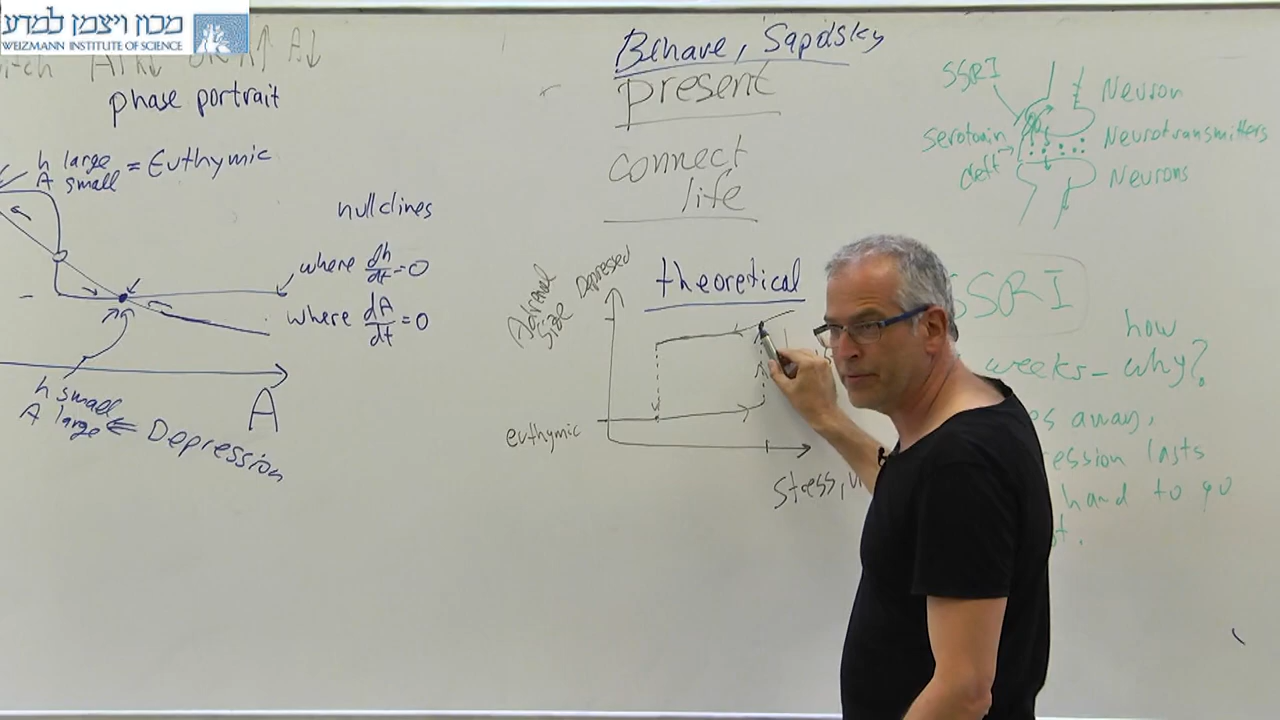 מכון ויצמן למדע
WEIZMANN INSTITUTE OF SCIENCE
phase portrait
h large = Euthymic
A small
nullclines
where dh/dt = 0
where dA/dt = 0
A
h small
A large ⇐ Depression
Behave, Sapolsky
present
connect
life
theoretical
Adrenal
Size
Depressed
euthymic
Stress, u
SSRI
Neuron
serotonin
Neurotransmitters
cleft
Neurons
SSRI
how
weeks – why?
es away,
ession lasts
hard to go